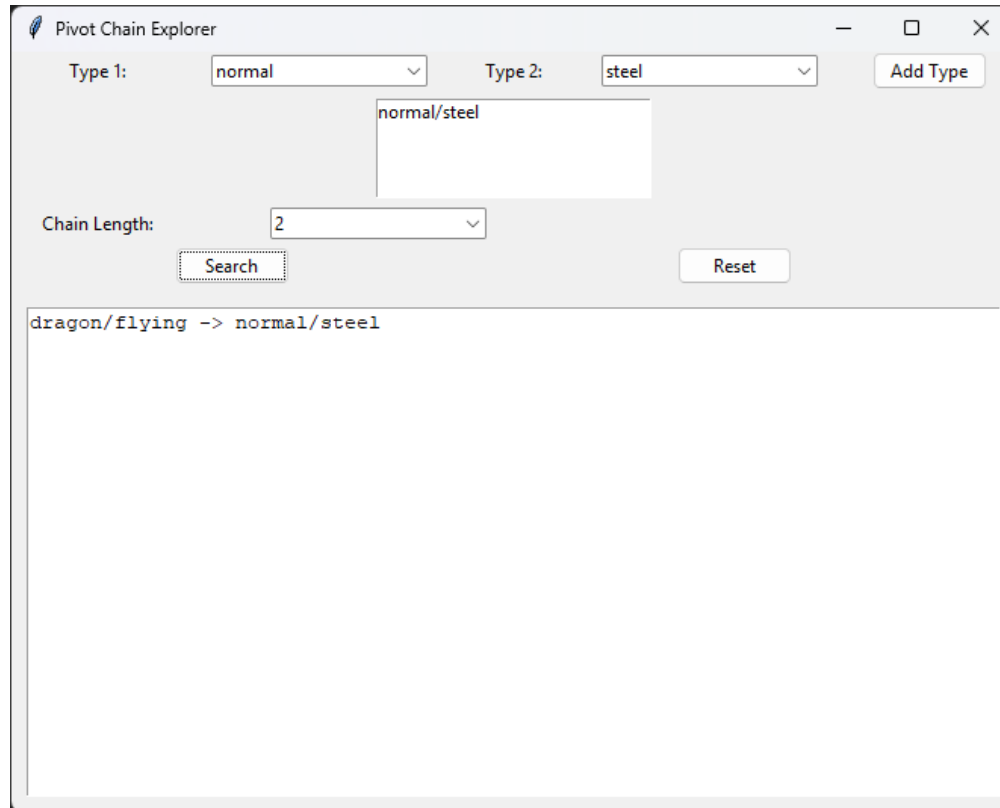 Pivot Chain Explorer
Type 1: normal Type 2: steel Add Type
normal/steel
Chain Length: 2
Search Reset
dragon/flying -> normal/steel